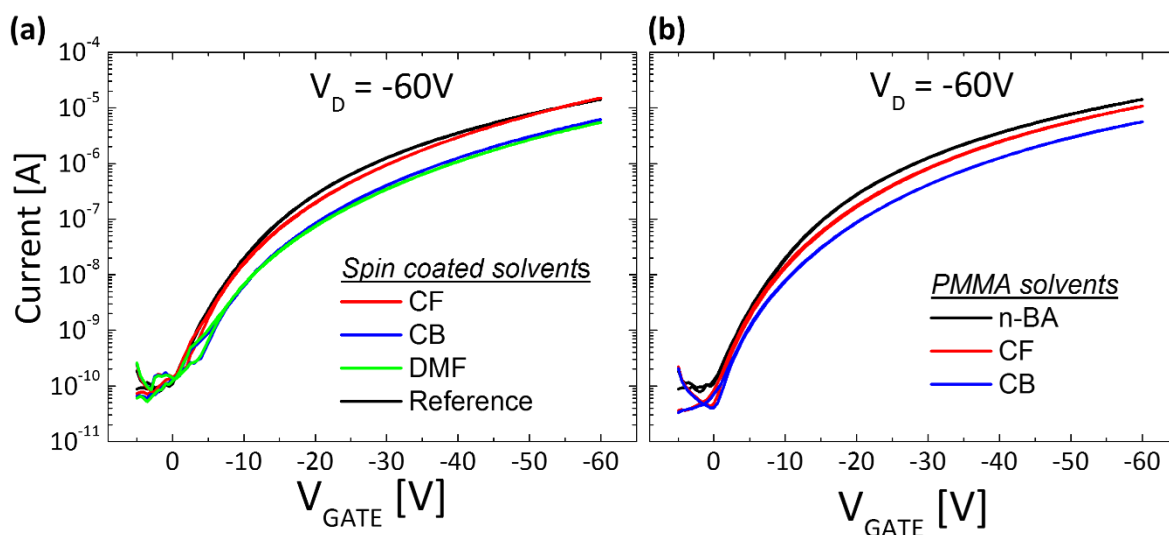 (a)
V_D = -60V
Current [A]
10^-4
10^-5
10^-6
10^-7
10^-8
10^-9
10^-10
10^-11
Spin coated solvents
CF
CB
DMF
Reference
0 -10 -20 -30 -40 -50 -60
V_GATE [V]
(b)
V_D = -60V
PMMA solvents
n-BA
CF
CB
0 -10 -20 -30 -40 -50 -60
V_GATE [V]